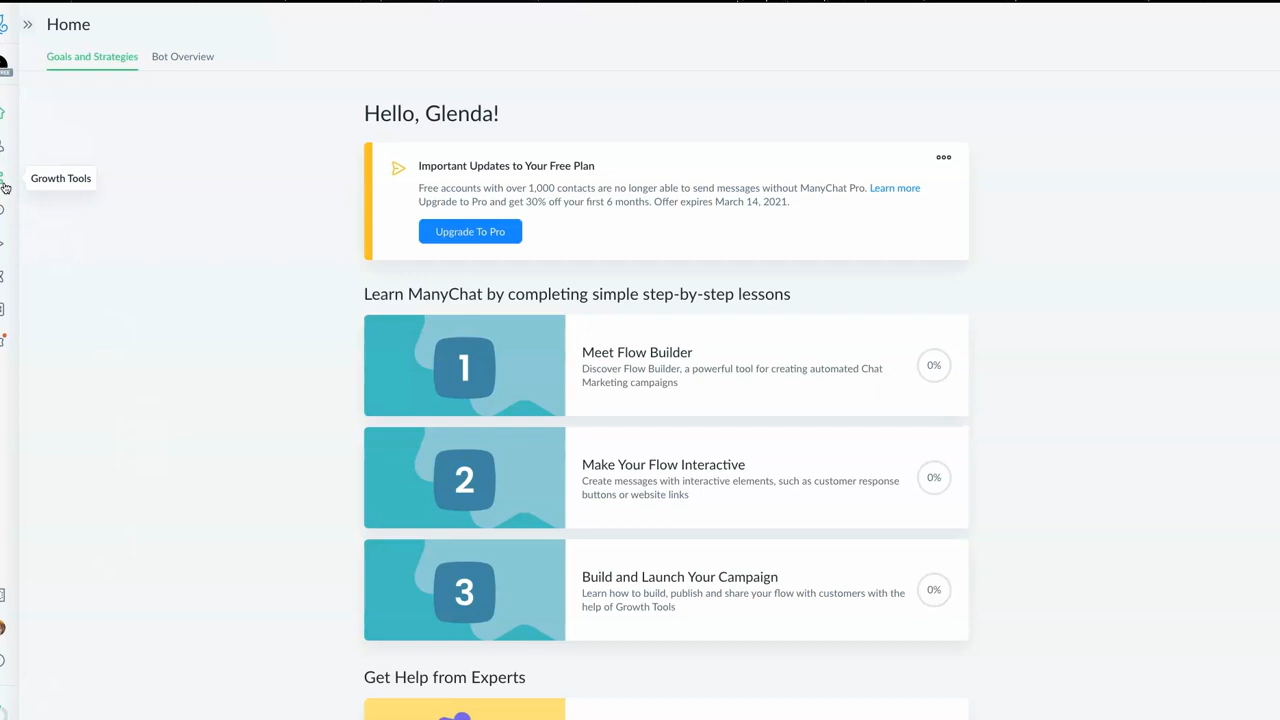 Home
Goals and Strategies
Bot Overview
Hello, Glenda!
Important Updates to Your Free Plan
Free accounts with over 1,000 contacts are no longer able to send messages without ManyChat Pro. Learn more
Upgrade to Pro and get 30% off your first 6 months. Offer expires March 14, 2021.
Upgrade To Pro
Growth Tools
Learn ManyChat by completing simple step-by-step lessons
1
Meet Flow Builder
Discover Flow Builder, a powerful tool for creating automated Chat
Marketing campaigns
0%
2
Make Your Flow Interactive
Create messages with interactive elements, such as customer response
buttons or website links
0%
3
Build and Launch Your Campaign
Learn how to build, publish and share your flow with customers with the
help of Growth Tools
0%
Get Help from Experts